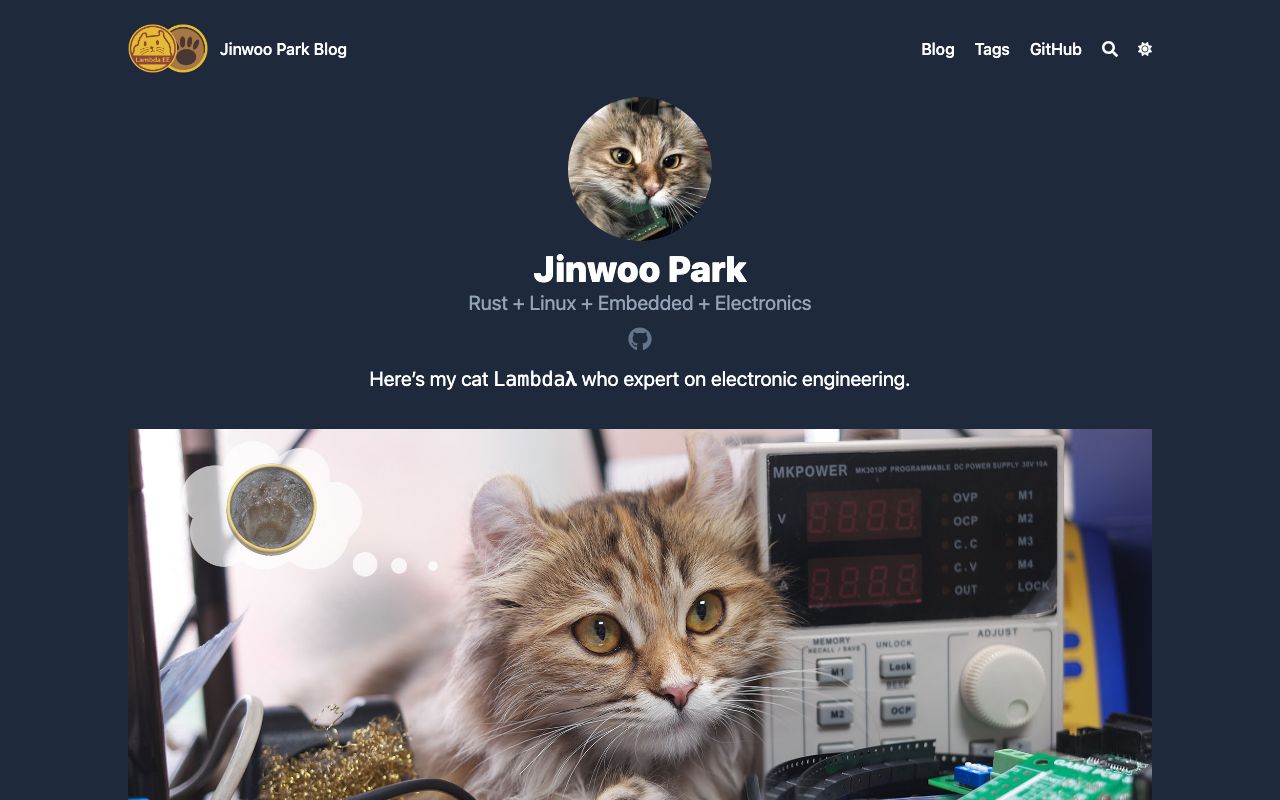 Lambda EE
Jinwoo Park Blog
Blog
Tags
GitHub
Jinwoo Park
Rust + Linux + Embedded + Electronics
Here’s my cat Lambdaλ who expert on electronic engineering.
MKPOWER MK3010P PROGRAMMABLE DC POWER SUPPLY 30V 10A
V
OVP
M1
OCP
M2
C.C
M3
C.V
M4
A
OUT
LOCK
MEMORY
RECALL / SAVE
UNLOCK
ADJUST
M1
Lock
BEEP
M2
OCP